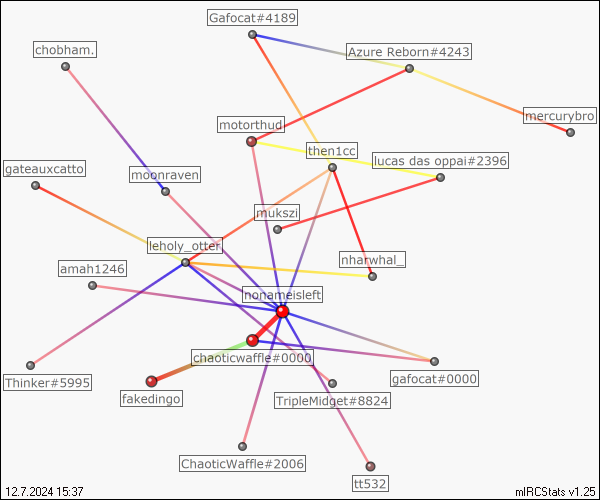 Gafocat#4189
chobham.
Azure Reborn#4243
mercurybro
motorthud
then1cc
lucas das oppai#2396
gateauxcatto
moonraven
mukszi
leholy_otter
nharwhal_
amah1246
nonameisleft
chaoticwaffle#0000
Thinker#5995
gafocat#0000
fakedingo
TripleMidget#8824
ChaoticWaffle#2006
tt532
12.7.2024 15:37
mIRCStats v1.25